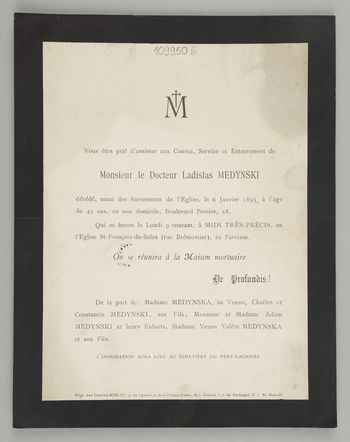 109950 III
M
Vous êtes prié d'assister aux Convoi, Service et Enterrement de
Monsieur le Docteur Ladislas MEDYNSKI
décédé, muni des Sacrements de l'Église, le 6 Janvier 1893, à l'âge
de 45 ans, en son domicile, Boulevard Pereire, 58.
Qui se feront le Lundi 9 courant, à MIDI TRÈS-PRÉCIS, en
l'Eglise St-François-de-Sales (rue Brémontier), sa Paroisse.
On se réunira à la Maison mortuaire
De Profundis!
De la part de: Madame MEDYNSKA, sa Veuve, Charles et
Constantin MEDYNSKI, ses Fils, Monsieur et Madame Adam
MEDYNSKI et leurs Enfants, Madame Veuve Valère MEDYNSKA
et son Fils.
L'INHUMATION AURA LIEU AU CIMETIÈRE DU PÈRE-LACHAISE